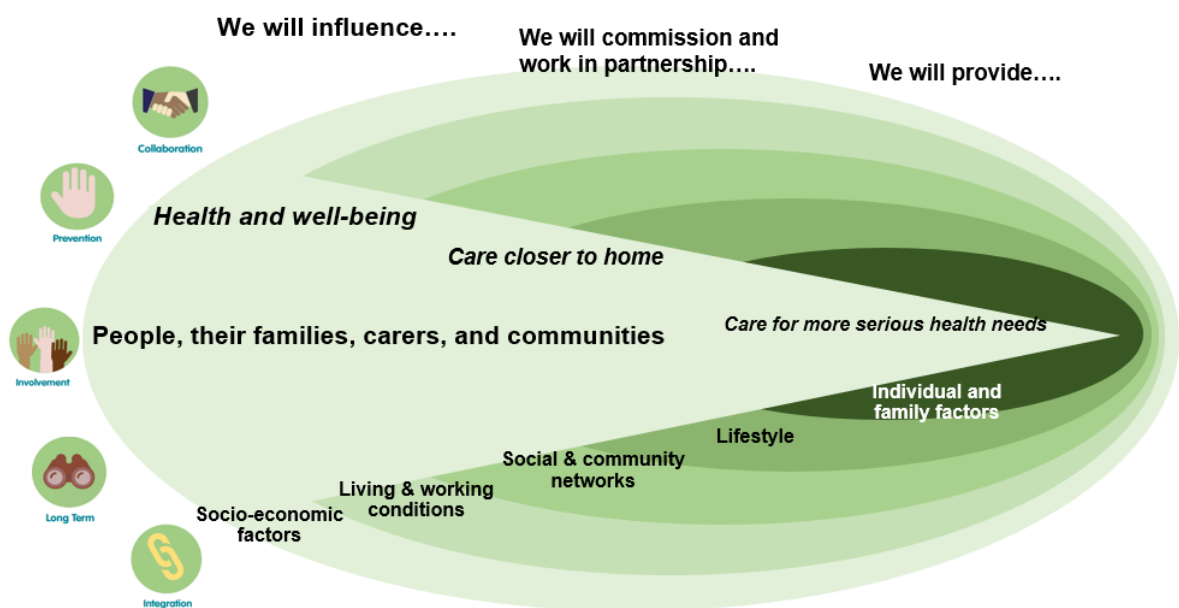 We will influence….
We will commission and
work in partnership….
We will provide….
Collaboration
Prevention
Health and well-being
Care closer to home
Involvement
People, their families, carers, and communities
Care for more serious health needs
Individual and
family factors
Lifestyle
Social & community
networks
Living & working
conditions
Socio-economic
factors
Long Term
Integration